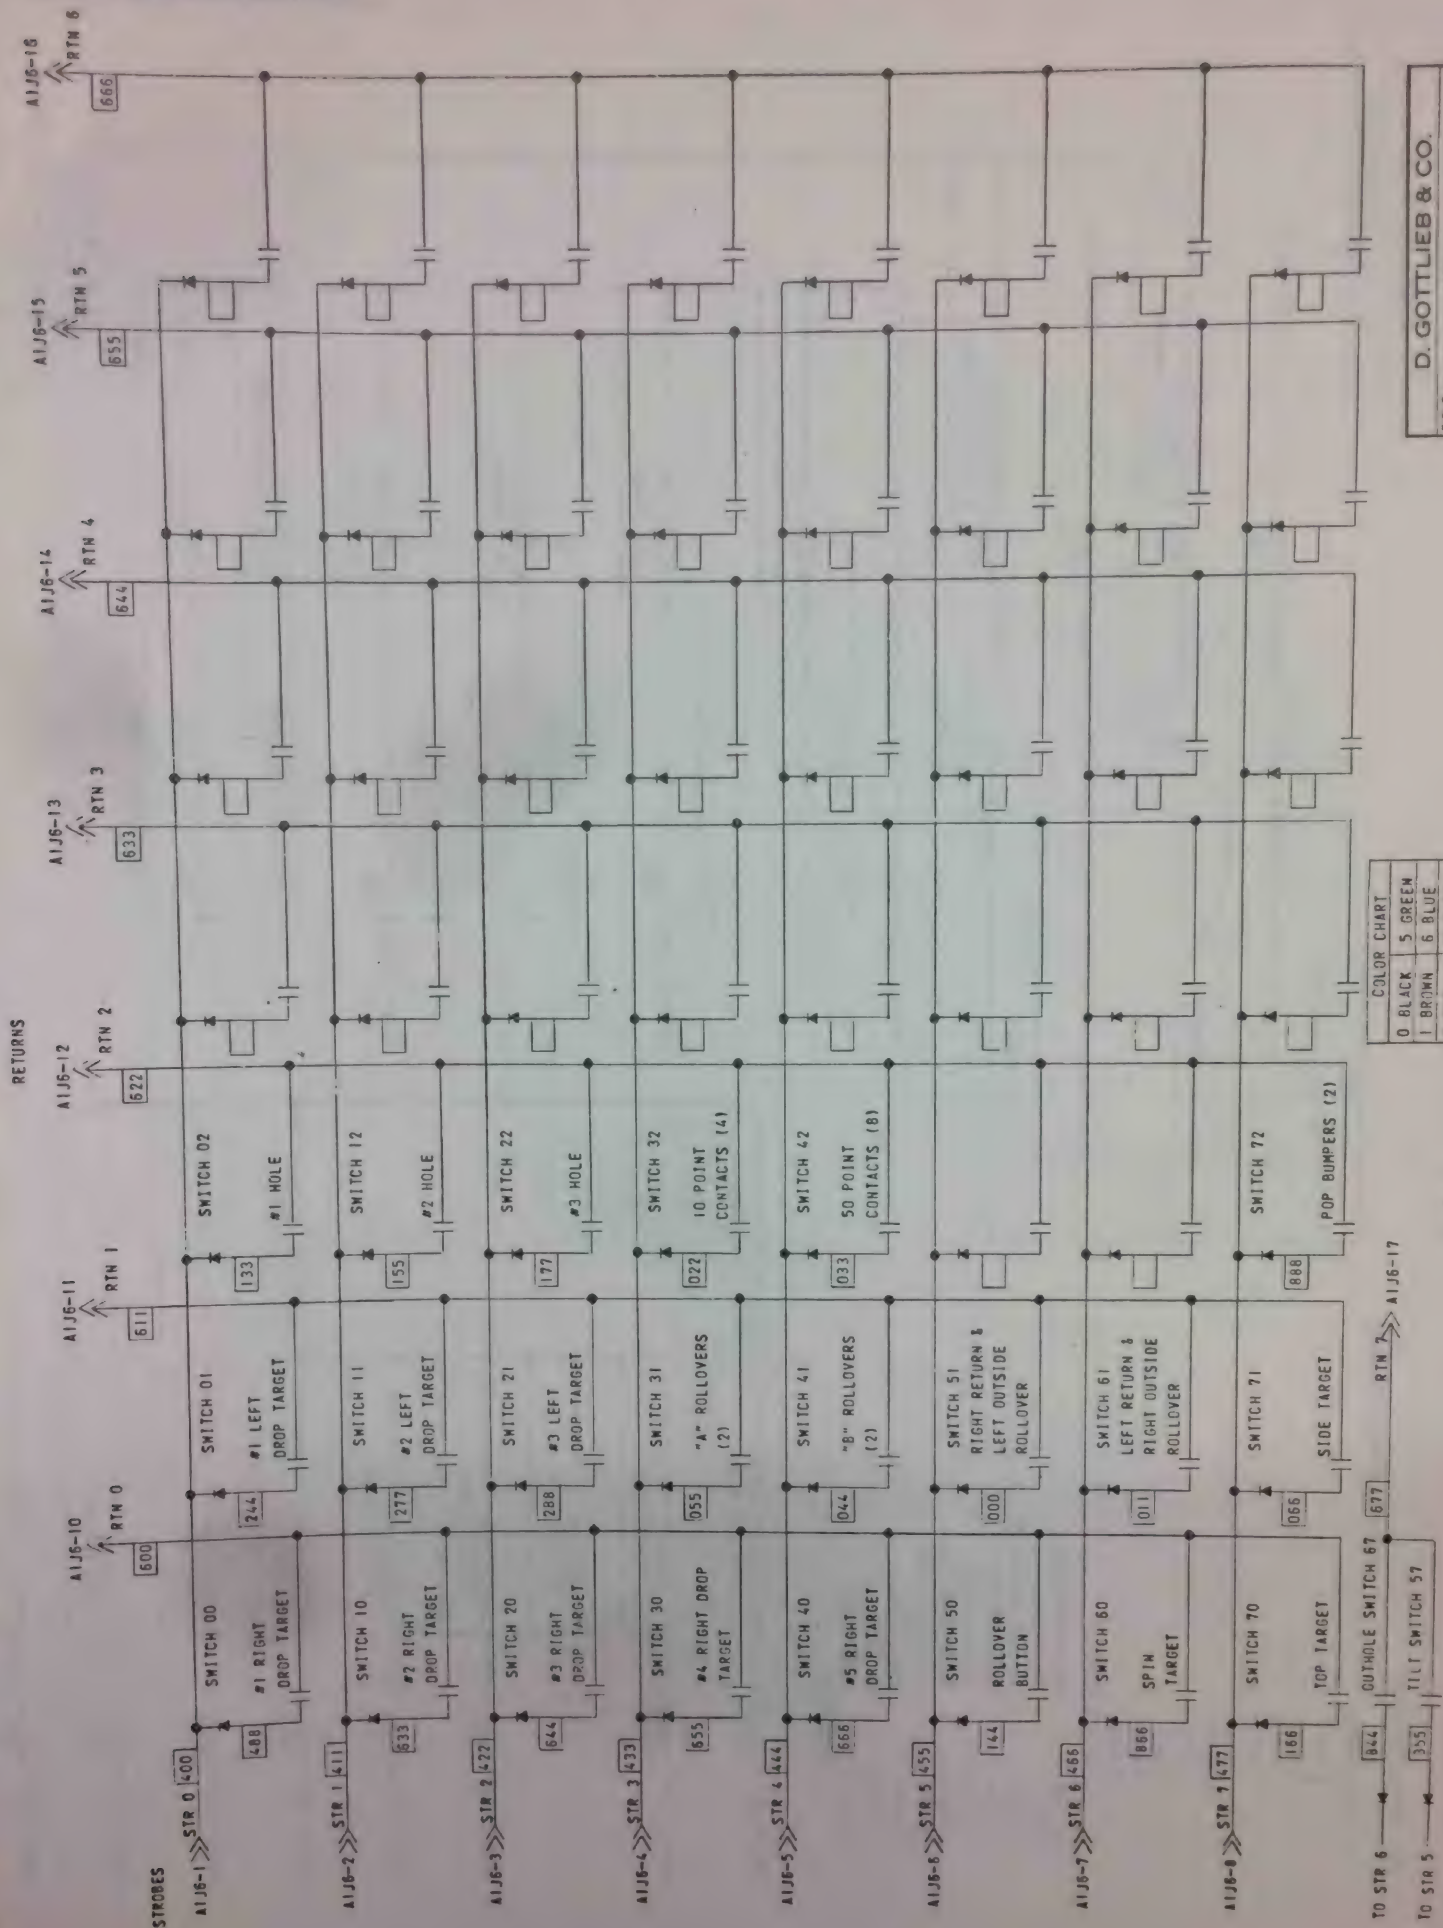 RETURNS
A1J6-10
A1J6-11
A1J6-12
A1J6-13
A1J6-14
A1J6-15
A1J6-16
RTN 0
RTN 1
RTN 2
RTN 3
RTN 4
RTN 5
RTN 6
600
611
622
633
644
655
666
STROBES
A1J6-1
STR 0
400
SWITCH 00
#1 RIGHT
DROP TARGET
488
SWITCH 01
#1 LEFT
DROP TARGET
244
SWITCH 02
#1 HOLE
133
A1J6-2
STR 1
411
SWITCH 10
#2 RIGHT
DROP TARGET
633
SWITCH 11
#2 LEFT
DROP TARGET
277
SWITCH 12
#2 HOLE
155
A1J6-3
STR 2
422
SWITCH 20
#3 RIGHT
DROP TARGET
644
SWITCH 21
#3 LEFT
DROP TARGET
288
SWITCH 22
#3 HOLE
177
A1J6-4
STR 3
433
SWITCH 30
#4 RIGHT DROP
TARGET
655
SWITCH 31
"A" ROLLOVERS
(2)
055
SWITCH 32
10 POINT
CONTACTS (4)
022
A1J6-5
STR 4
444
SWITCH 40
#5 RIGHT
DROP TARGET
666
SWITCH 41
"B" ROLLOVERS
(2)
044
SWITCH 42
50 POINT
CONTACTS (8)
033
A1J6-6
STR 5
455
SWITCH 50
ROLLOVER
BUTTON
144
SWITCH 51
RIGHT RETURN &
LEFT OUTSIDE
ROLLOVER
000
A1J6-7
STR 6
466
SWITCH 60
SPIN
TARGET
866
SWITCH 61
LEFT RETURN &
RIGHT OUTSIDE
ROLLOVER
011
A1J6-8
STR 7
477
SWITCH 70
TOP TARGET
166
SWITCH 71
SIDE TARGET
066
SWITCH 72
POP BUMPERS (2)
888
TO STR 6
844
OUTHOLE SWITCH 67
677
RTN 7
A1J6-17
TO STR 5
355
TILT SWITCH 57
COLOR CHART
0 BLACK 5 GREEN
1 BROWN 6 BLUE
D. GOTTLIEB & CO.